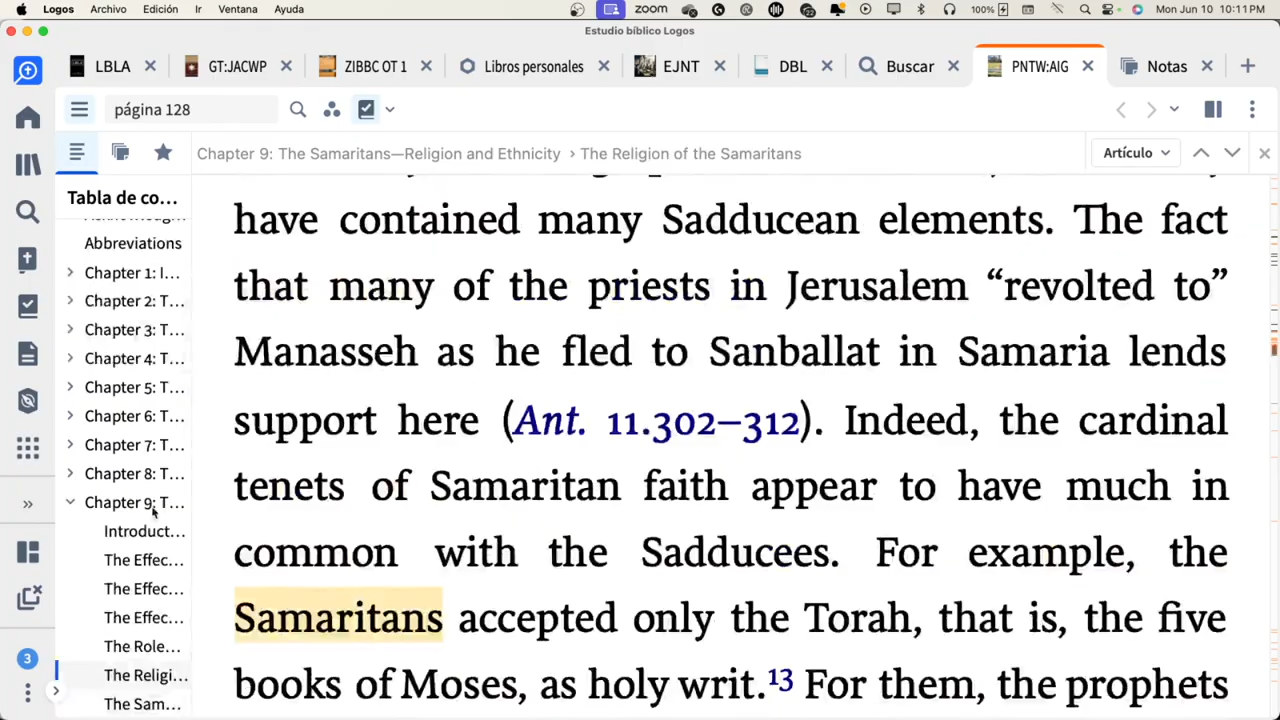 Logos Archivo Edición Ir Ventana Ayuda zoom 100% Mon Jun 10 10:11 PM
Estudio bíblico Logos
LBLA GT:JACWP ZIBBC OT 1 Libros personales EJNT DBL Buscar PNTW:AIG Notas
página 128
Chapter 9: The Samaritans—Religion and Ethnicity › The Religion of the Samaritans Artículo
Tabla de co...
Abbreviations
Chapter 1: I...
Chapter 2: T...
Chapter 3: T...
Chapter 4: T...
Chapter 5: T...
Chapter 6: T...
Chapter 7: T...
Chapter 8: T...
Chapter 9: T...
Introduct...
The Effec...
The Effec...
The Effec...
The Role...
The Religi...
The Sam...
3
have contained many Sadducean elements. The fact
that many of the priests in Jerusalem “revolted to”
Manasseh as he fled to Sanballat in Samaria lends
support here (Ant. 11.302–312). Indeed, the cardinal
tenets of Samaritan faith appear to have much in
common with the Sadducees. For example, the
Samaritans accepted only the Torah, that is, the five
books of Moses, as holy writ.13 For them, the prophets